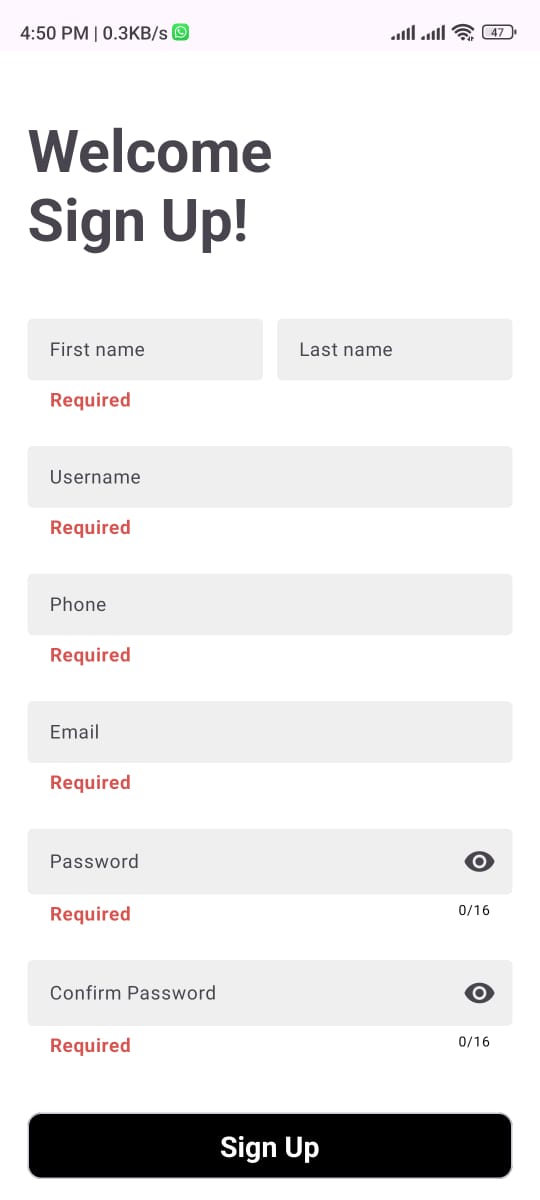 4:50 PM | 0.3KB/s 47
Welcome
Sign Up!
First name Last name
Required
Username
Required
Phone
Required
Email
Required
Password
Required 0/16
Confirm Password
Required 0/16
Sign Up